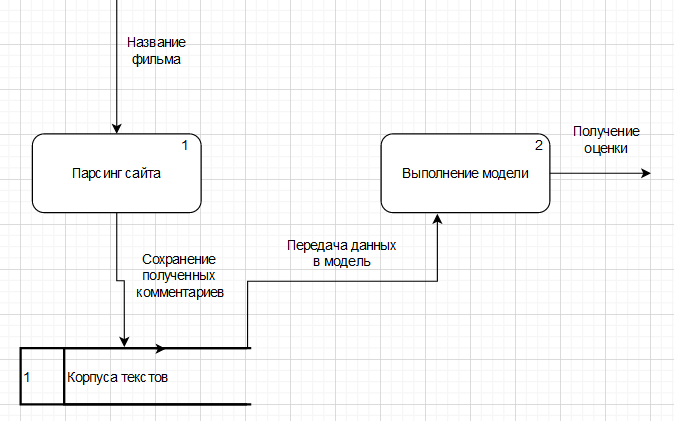 Название
фильма
1
Парсинг сайта
2
Выполнение модели
Получение
оценки
Сохранение
полученных
комментариев
Передача данных
в модель
1
Корпуса текстов